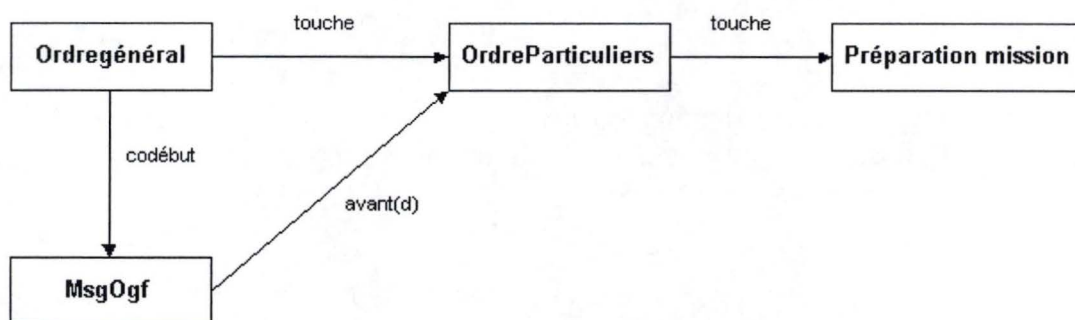 touche
touche
Ordregénéral
OrdreParticuliers
Préparation mission
codébut
avant(d)
MsgOgf